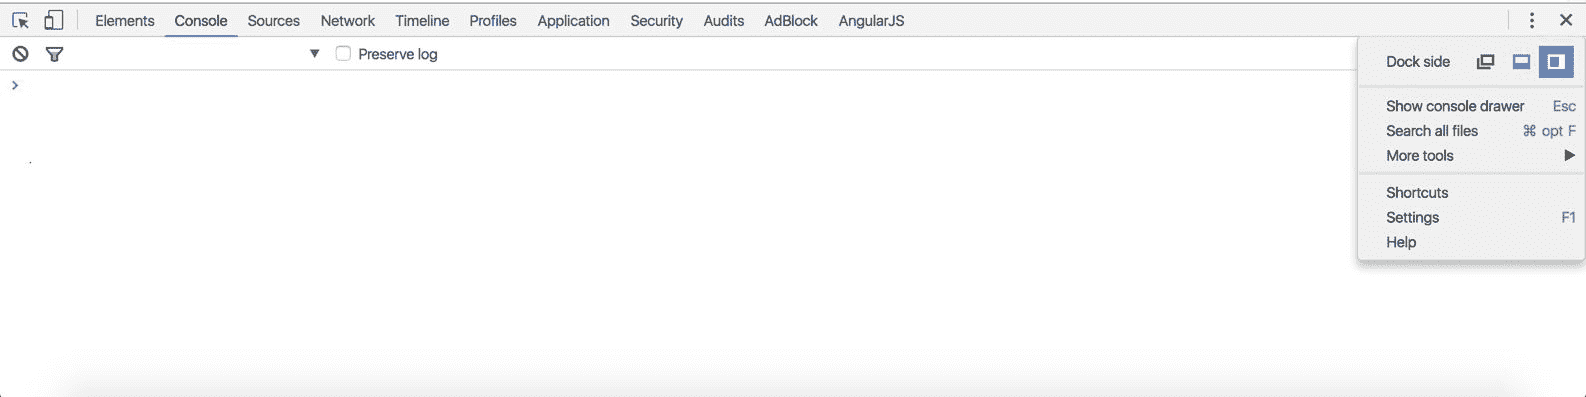 Elements Console Sources Network Timeline Profiles Application Security Audits AdBlock AngularJS
Preserve log
Dock side
Show console drawer Esc
Search all files ⌘ opt F
More tools
Shortcuts
Settings F1
Help